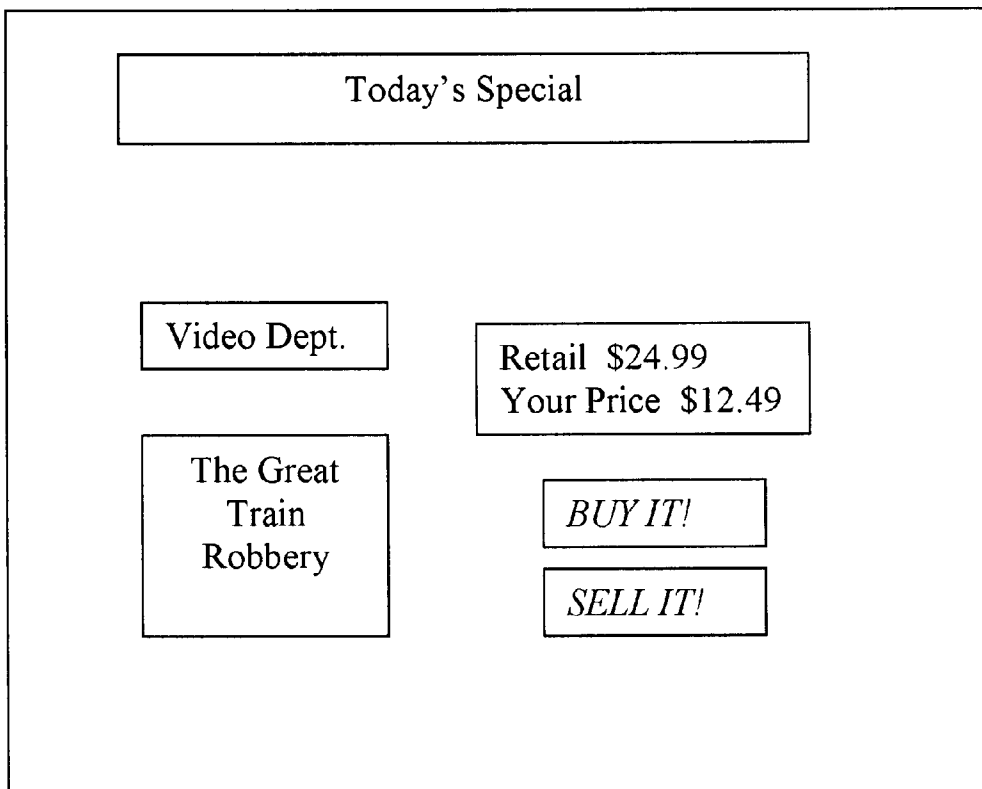 Today's Special
Video Dept.
Retail $24.99
Your Price $12.49
The Great
Train
Robbery
BUY IT!
SELL IT!